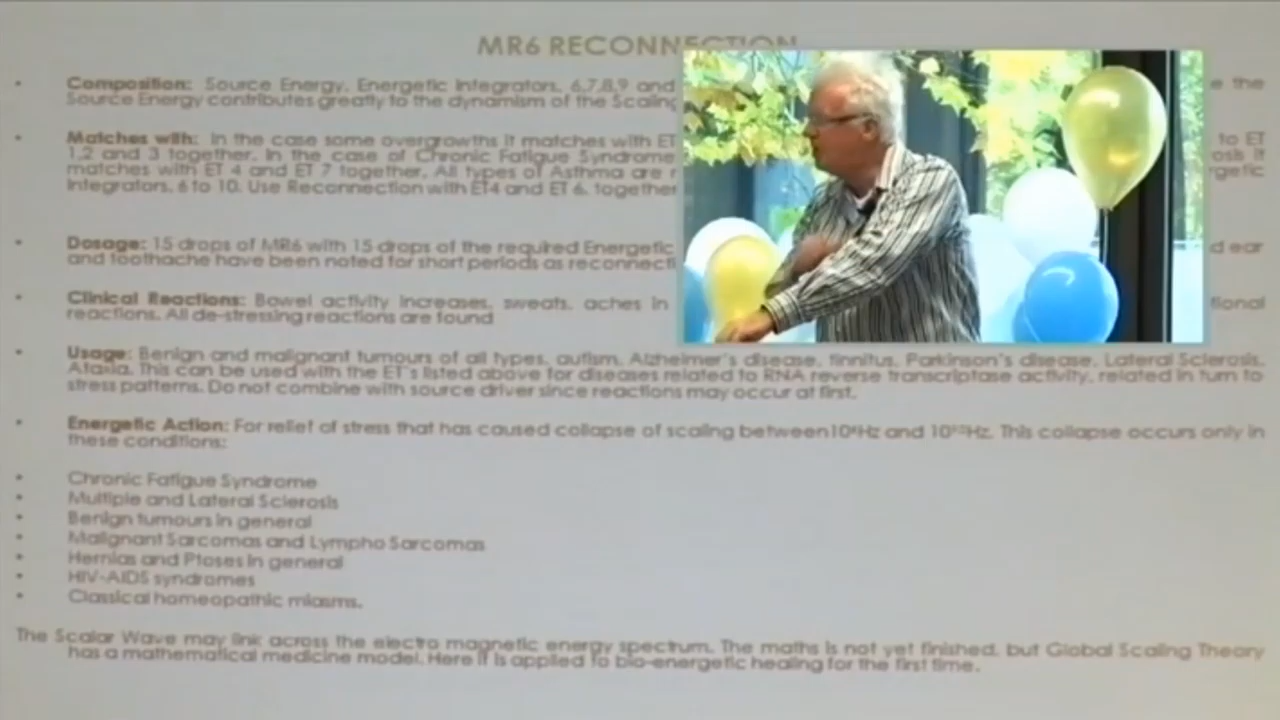 MR6 RECONNECTION
• Composition: Source Energy, Energetic Integrators, 6,7,8,9 and the
Source Energy contributes greatly to the dynamism of the Scaling
• Matches with: In the case some overgrowths it matches with ET to ET
1,2 and 3 together. In the case of Chronic Fatigue Syndrome it
matches with ET 4 and ET 7 together. All types of Asthma are
Integrators, 6 to 10. Use Reconnection with ET4 and ET 6, together
• Dosage: 15 drops of MR6 with 15 drops of the required Energetic ear
and toothache have been noted for short periods as
• Clinical Reactions: Bowel activity increases, sweats, aches in
reactions. All de-stressing reactions are found
• Usage: Benign and malignant tumours of all types, autism, Alzheimer's disease, tinnitus, Parkinson's disease, Lateral Sclerosis,
Ataxia. This can be used with the ET's listed above for diseases related to RNA reverse transcriptase activity, related in turn to
stress patterns. Do not combine with source driver since reactions may occur at first.
• Energetic Action: For relief of stress that has caused collapse of scaling between and This collapse occurs only in
these conditions:
• Chronic Fatigue Syndrome
• Multiple and Lateral Sclerosis
• Benign tumours in general
• Malignant Sarcomas and Lympho Sarcomas
• Hernias and Ptoses in general
• HIV-AIDS syndromes
• Classical homeopathic miasms.
The Scalar Wave may link across the electro magnetic energy spectrum. The maths is not yet finished, but Global Scaling Theory
has a mathematical medicine model. Here it is applied to bio-energetic healing for the first time.